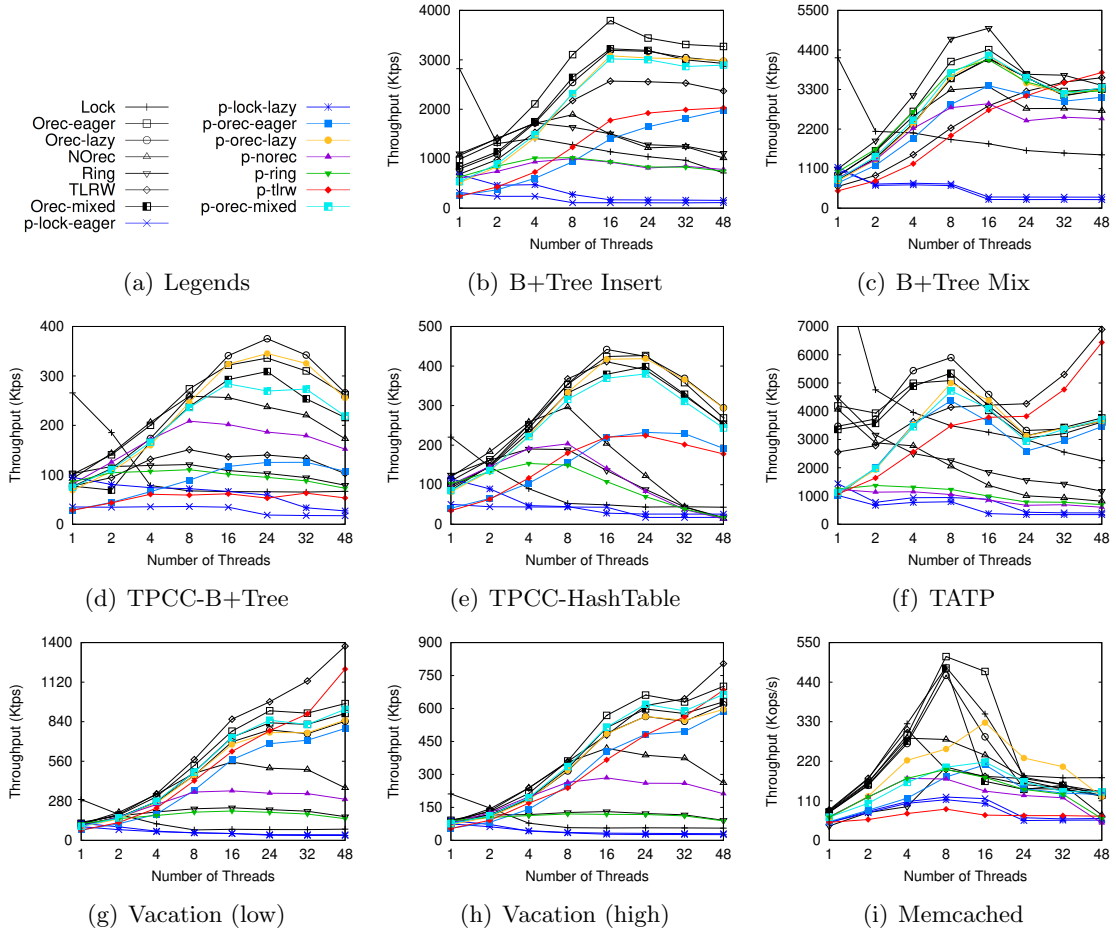 Lock
Orec-eager
Orec-lazy
NOrec
Ring
TLRW
Orec-mixed
p-lock-eager
p-lock-lazy
p-orec-eager
p-orec-lazy
p-norec
p-ring
p-tlrw
p-orec-mixed
(a) Legends
Throughput (Ktps)
4000
3000
2000
1000
0
1 2 4 8 16 24 32 48
Number of Threads
(b) B+Tree Insert
Throughput (Ktps)
5500
4400
3300
2200
1100
0
1 2 4 8 16 24 32 48
Number of Threads
(c) B+Tree Mix
Throughput (Ktps)
400
300
200
100
0
1 2 4 8 16 24 32 48
Number of Threads
(d) TPCC-B+Tree
Throughput (Ktps)
500
400
300
200
100
0
1 2 4 8 16 24 32 48
Number of Threads
(e) TPCC-HashTable
Throughput (Ktps)
7000
6000
5000
4000
3000
2000
1000
0
1 2 4 8 16 24 32 48
Number of Threads
(f) TATP
Throughput (Ktps)
1400
1120
840
560
280
0
1 2 4 8 16 24 32 48
Number of Threads
(g) Vacation (low)
Throughput (Ktps)
900
750
600
450
300
150
0
1 2 4 8 16 24 32 48
Number of Threads
(h) Vacation (high)
Throughput (Kops/s)
550
440
330
220
110
0
1 2 4 8 16 24 32 48
Number of Threads
(i) Memcached